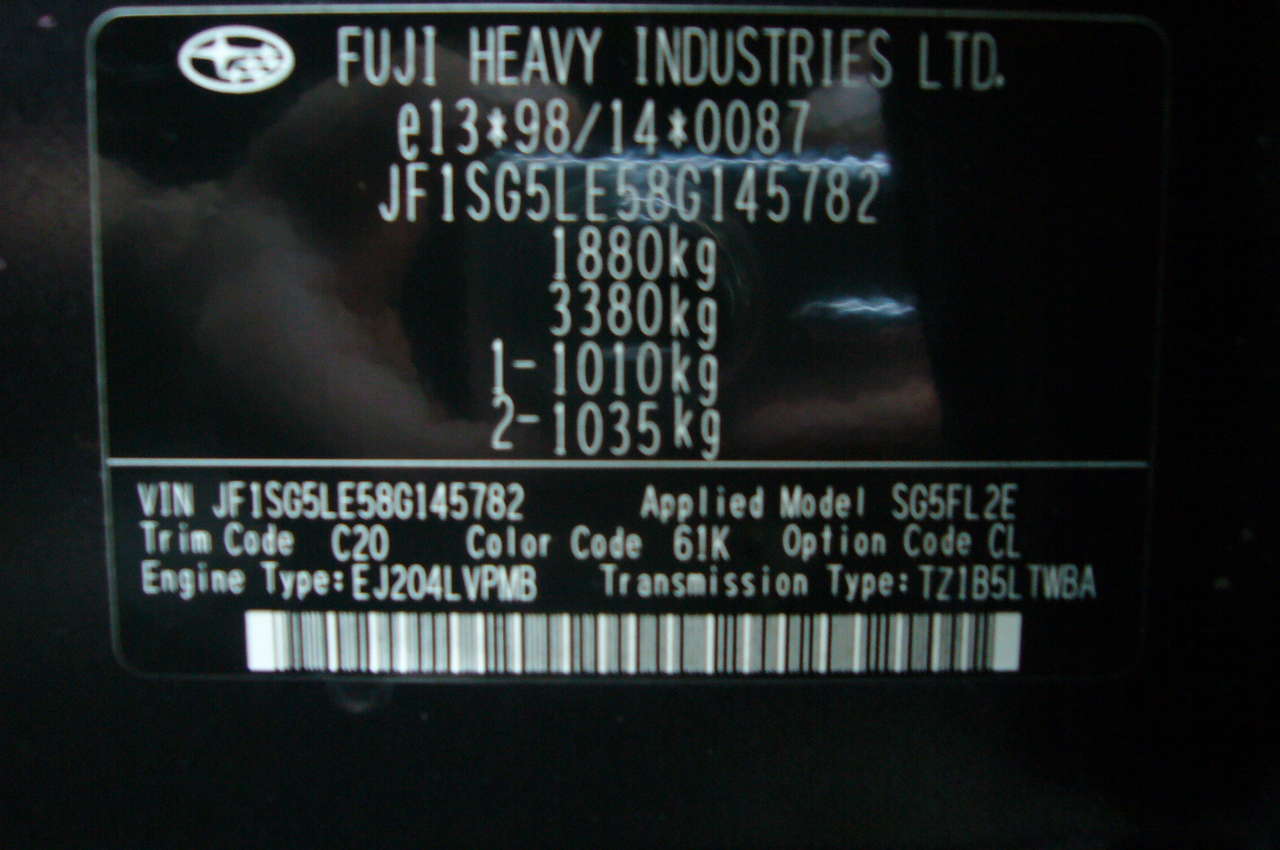 FUJI HEAVY INDUSTRIES LTD.
e13*98/14*0087
JF1SG5LE58G145782
1880kg
3380kg
1-1010kg
2-1035kg
VIN JF1SG5LE58G145782 Applied Model SG5FL2E
Trim Code C20 Color Code 61K Option Code CL
Engine Type:EJ204LVPMB Transmission Type:TZ1B5LTWBA